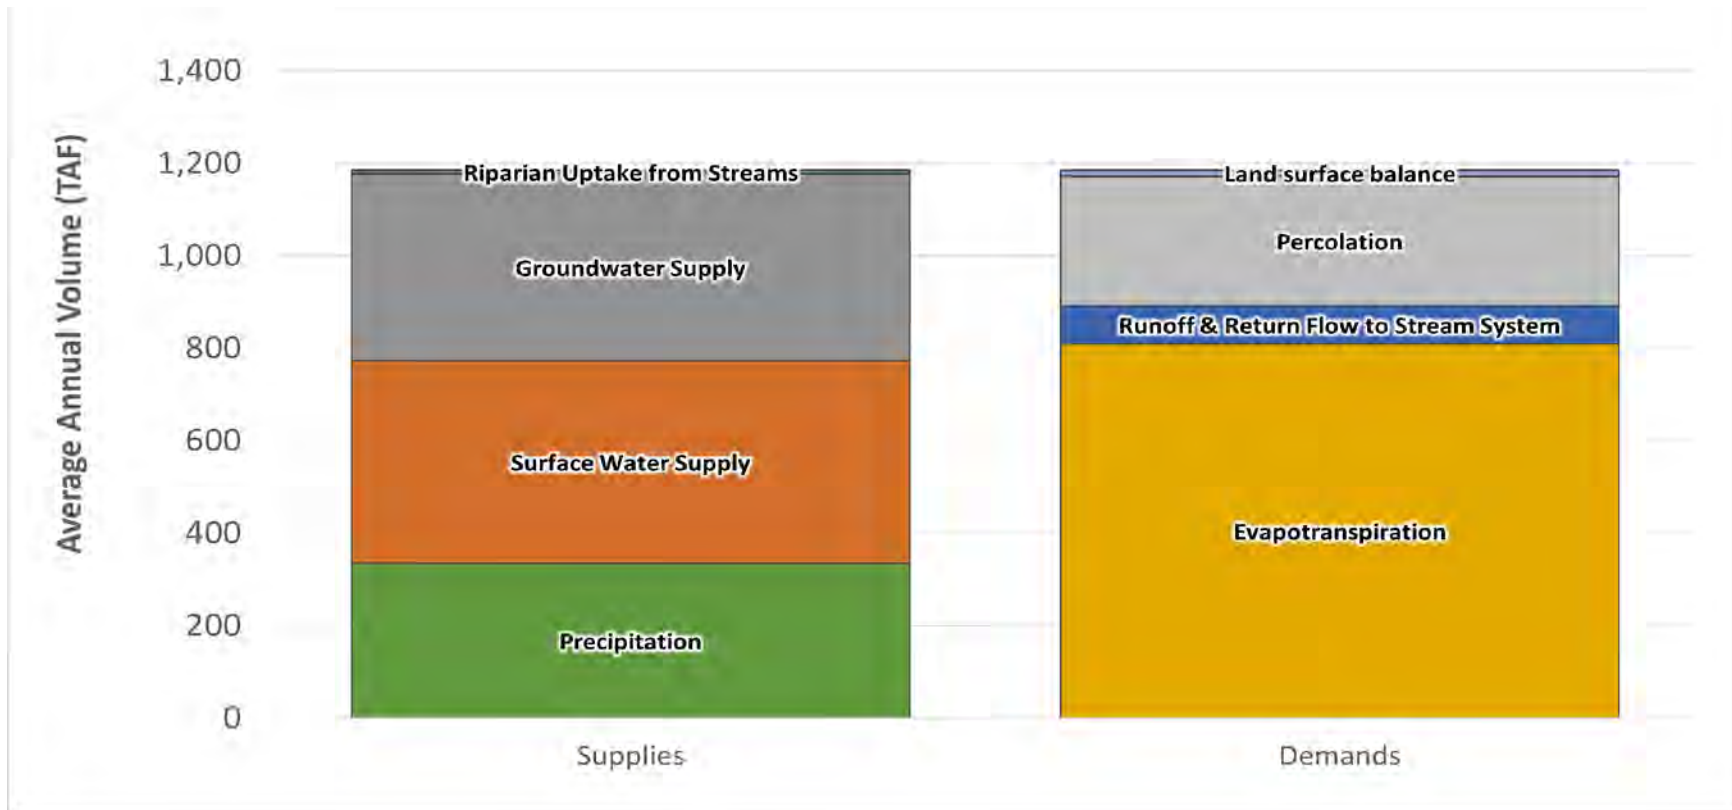 Average Annual Volume (TAF)
1,400
1,200
1,000
800
600
400
200
0
Riparian Uptake from Streams
Groundwater Supply
Surface Water Supply
Precipitation
Land surface balance
Percolation
Runoff & Return Flow to Stream System
Evapotranspiration
Supplies
Demands